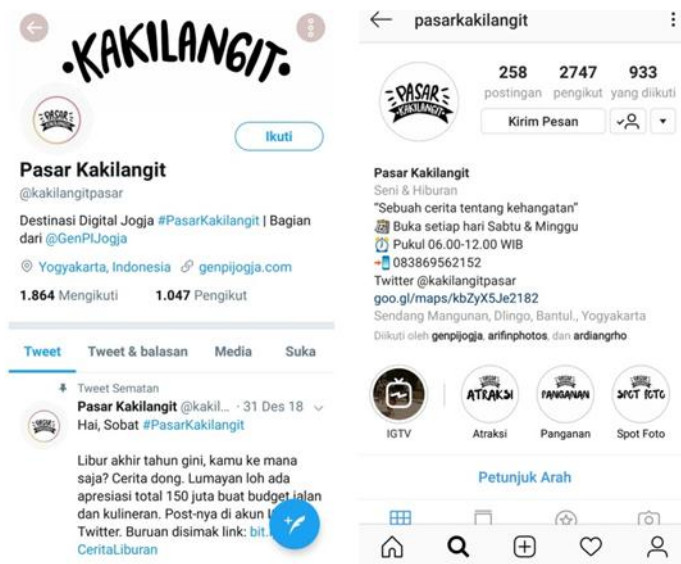 KAKILANGIT
PASAR
KAKILANGIT
Ikuti
Pasar Kakilangit
@kakilangitpasar
Destinasi Digital Jogja #PasarKakilangit | Bagian
dari @GenPIJogja
Yogyakarta, Indonesia genpijogja.com
1.864 Mengikuti 1.047 Pengikut
Tweet Tweet & balasan Media Suka
Tweet Sematan
Pasar Kakilangit @kakil... · 31 Des 18
Hai, Sobat #PasarKakilangit
Libur akhir tahun gini, kamu ke mana
saja? Cerita dong. Lumayan loh ada
apresiasi total 150 juta buat budget jalan
dan kulineran. Post-nya di akun
Twitter. Buruan disimak link: bit.
CeritaLiburan
pasarkakilangit
PASAR
KAKILANGIT
258 2747 933
postingan pengikut yang diikuti
Kirim Pesan
Pasar Kakilangit
Seni & Hiburan
"Sebuah cerita tentang kehangatan"
Buka setiap hari Sabtu & Minggu
Pukul 06.00-12.00 WIB
083869562152
Twitter @kakilangitpasar
goo.gl/maps/kbZyX5Je2182
Sendang Mangunan, Dlingo, Bantul., Yogyakarta
Diikuti oleh genpijogja, arifinphotos, dan ardiangrho
ATRAKSI PANGANAN SPOT FOTO
IGTV Atraksi Panganan Spot Foto
Petunjuk Arah